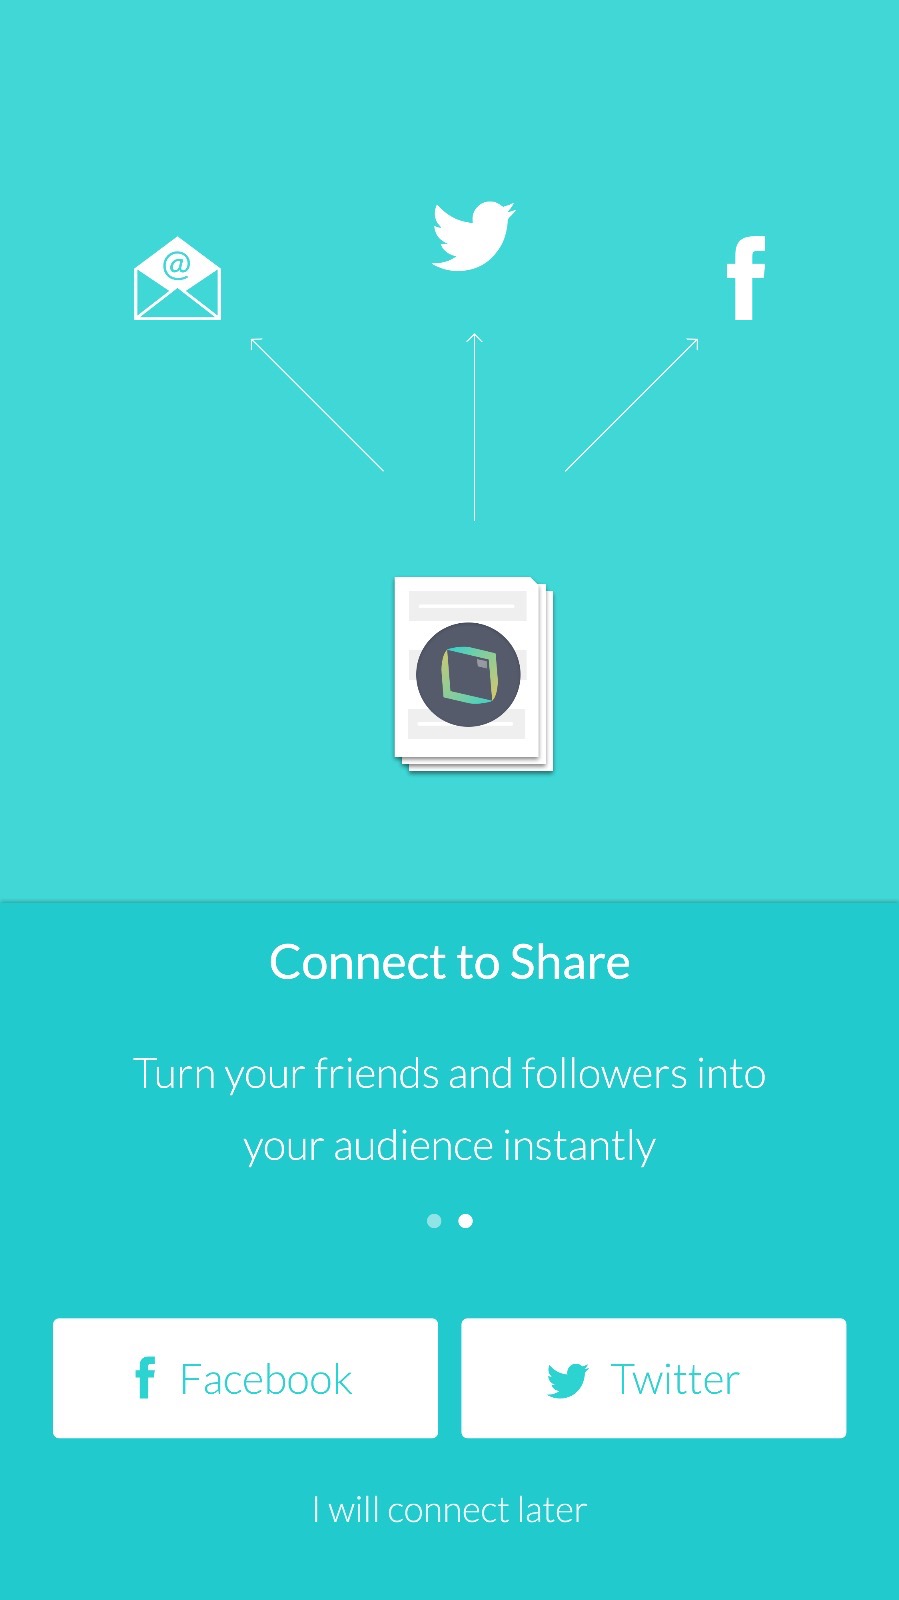 @
Connect to Share
Turn your friends and followers into
your audience instantly
Facebook
Twitter
I will connect later